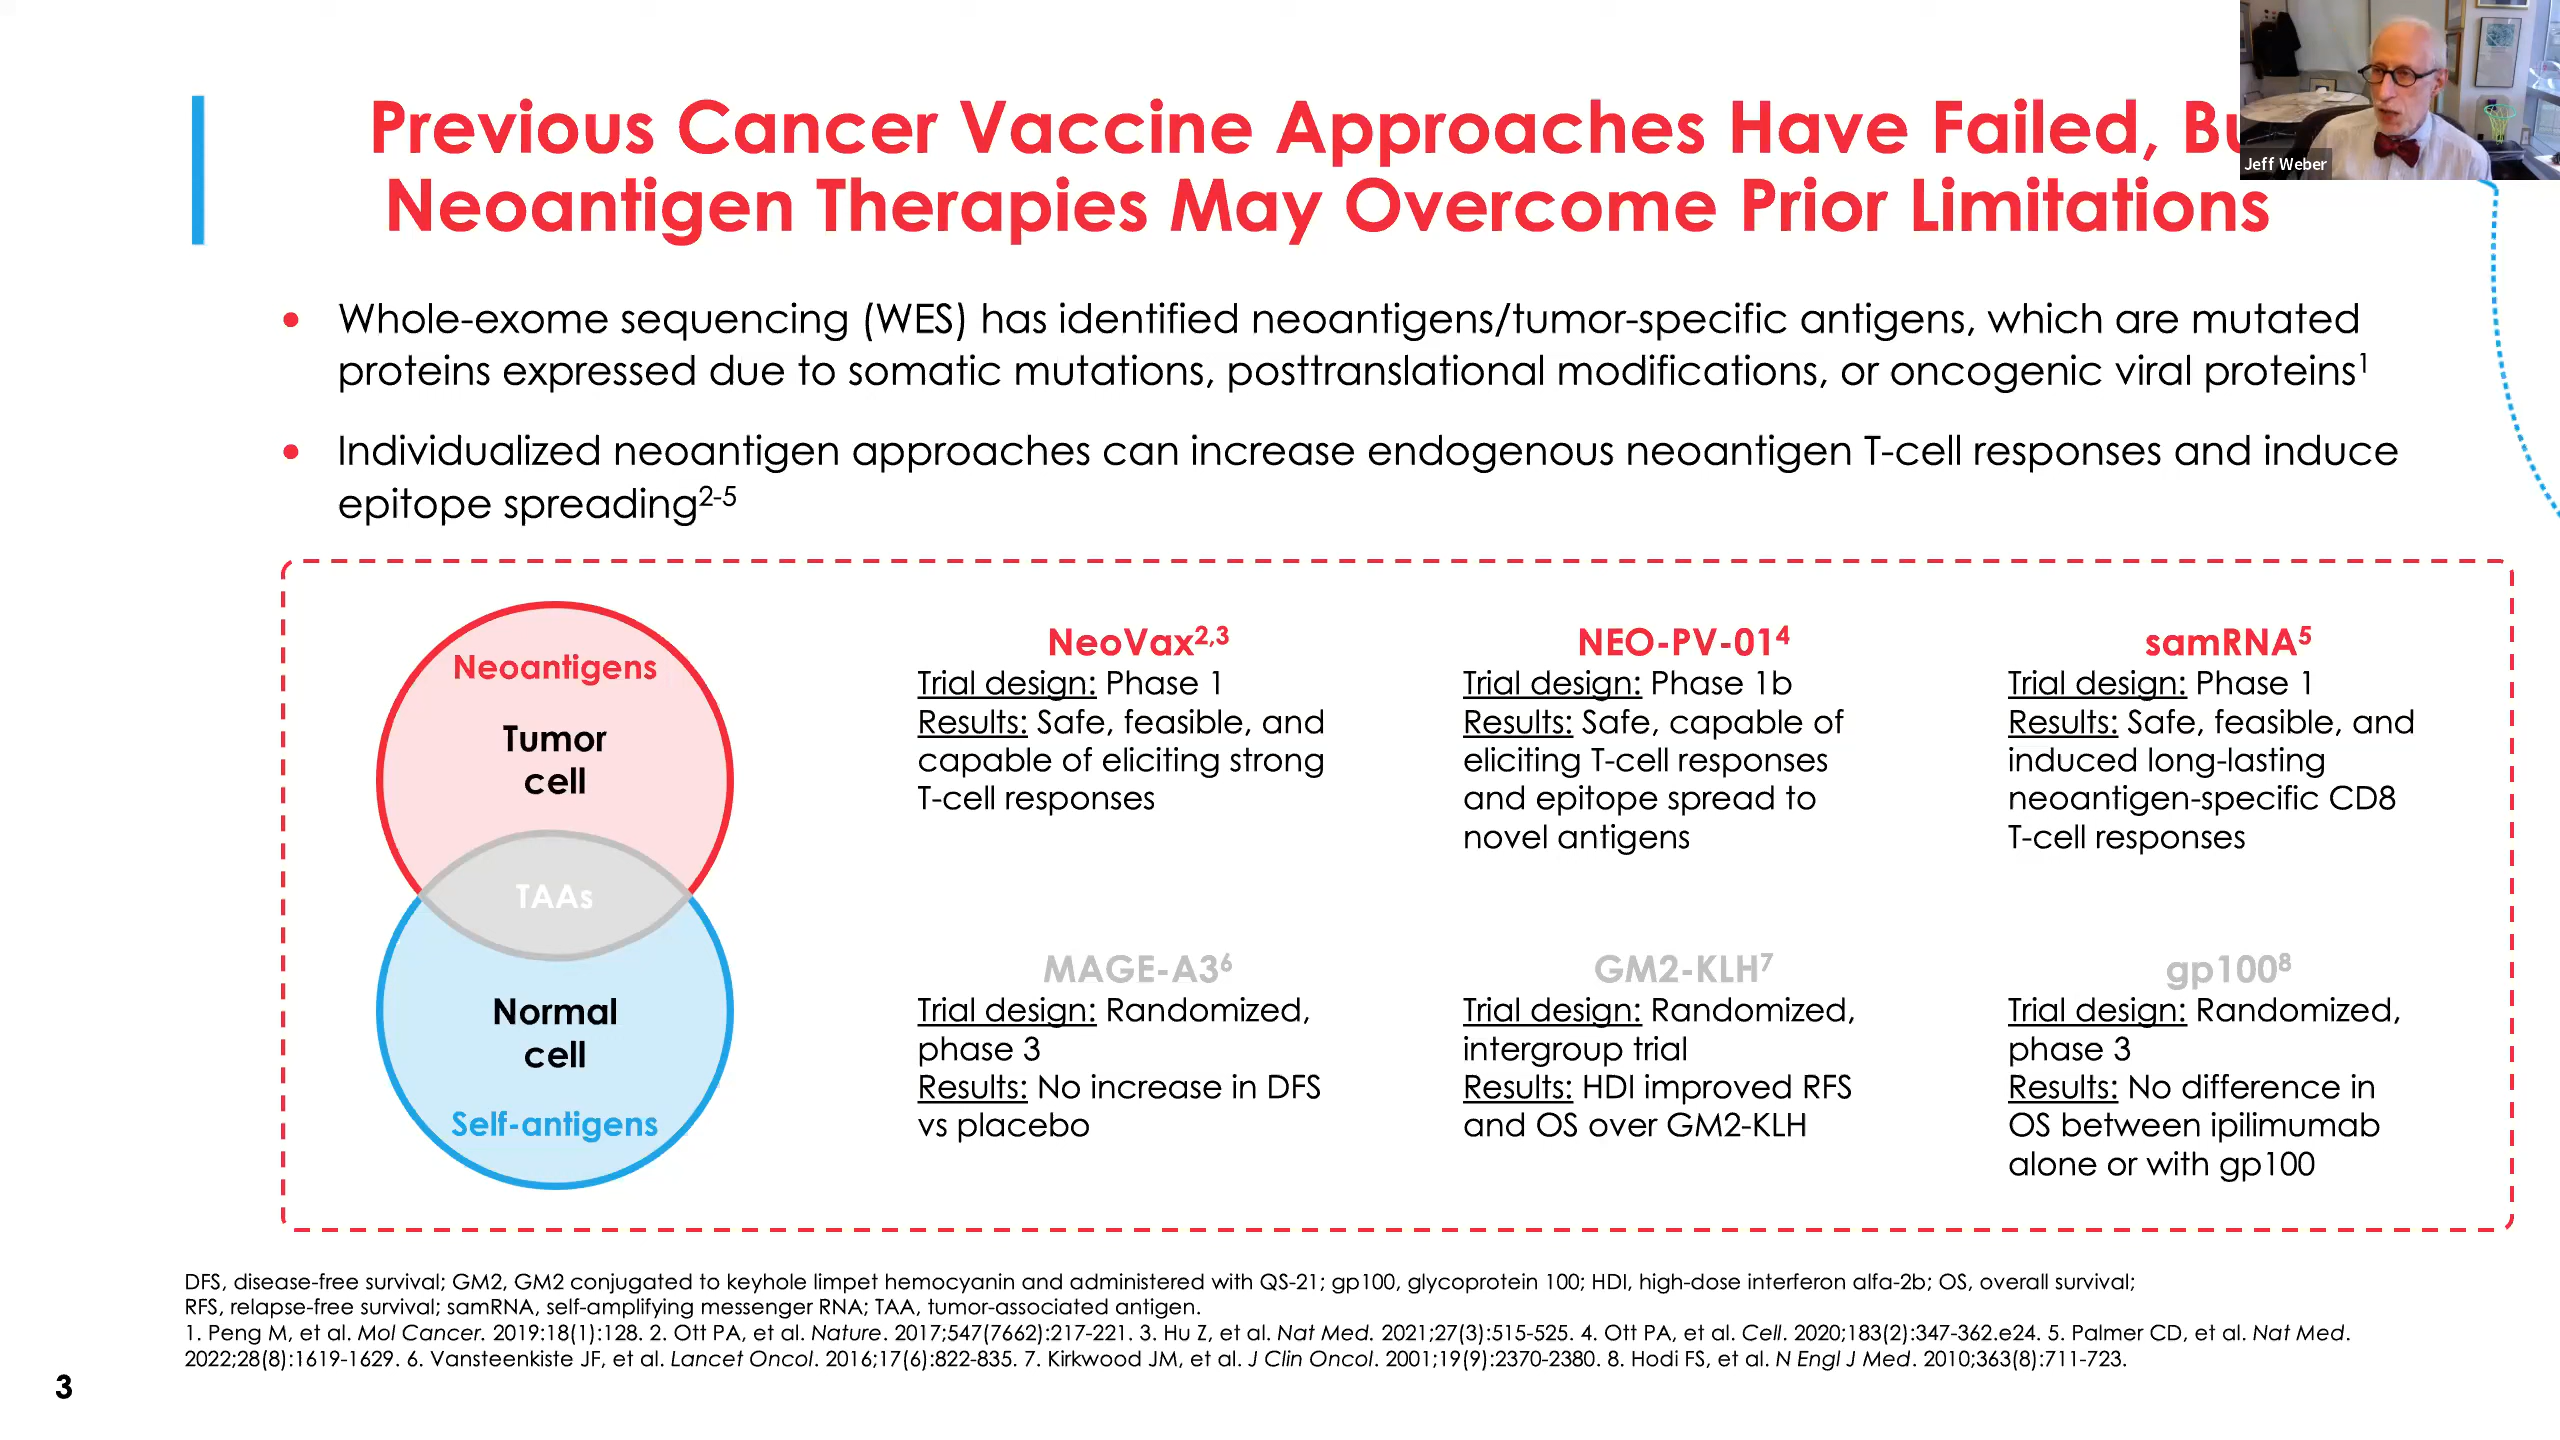 Previous Cancer Vaccine Approaches Have Failed,
Neoantigen Therapies May Overcome Prior Limitations
Jeff Weber
• Whole-exome sequencing (WES) has identified neoantigens/tumor-specific antigens, which are mutated
proteins expressed due to somatic mutations, posttranslational modifications, or oncogenic viral proteins1
• Individualized neoantigen approaches can increase endogenous neoantigen T-cell responses and induce
epitope spreading2-5
Neoantigens
Tumor
cell
TAAs
Normal
cell
Self-antigens
NeoVax2,3
Trial design: Phase 1
Results: Safe, feasible, and
capable of eliciting strong
T-cell responses
NEO-PV-014
Trial design: Phase 1b
Results: Safe, capable of
eliciting T-cell responses
and epitope spread to
novel antigens
samRNA5
Trial design: Phase 1
Results: Safe, feasible, and
induced long-lasting
neoantigen-specific CD8
T-cell responses
MAGE-A36
Trial design: Randomized,
phase 3
Results: No increase in DFS
vs placebo
GM2-KLH7
Trial design: Randomized,
intergroup trial
Results: HDI improved RFS
and OS over GM2-KLH
gp1008
Trial design: Randomized,
phase 3
Results: No difference in
OS between ipilimumab
alone or with gp100
DFS, disease-free survival; GM2, GM2 conjugated to keyhole limpet hemocyanin and administered with QS-21; gp100, glycoprotein 100; HDI, high-dose interferon alfa-2b; OS, overall survival;
RFS, relapse-free survival; samRNA, self-amplifying messenger RNA; TAA, tumor-associated antigen.
1. Peng M, et al. Mol Cancer. 2019:18(1):128. 2. Ott PA, et al. Nature. 2017;547(7662):217-221. 3. Hu Z, et al. Nat Med. 2021;27(3):515-525. 4. Ott PA, et al. Cell. 2020;183(2):347-362.e24. 5. Palmer CD, et al. Nat Med.
2022;28(8):1619-1629. 6. Vansteenkiste JF, et al. Lancet Oncol. 2016;17(6):822-835. 7. Kirkwood JM, et al. J Clin Oncol. 2001;19(9):2370-2380. 8. Hodi FS, et al. N Engl J Med. 2010;363(8):711-723.
3